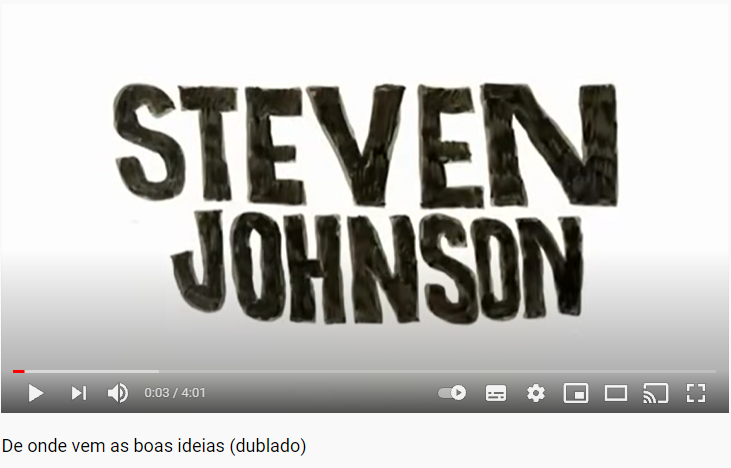 STEVEN
JOHNSON
0:03 / 4:01
De onde vem as boas ideias (dublado)